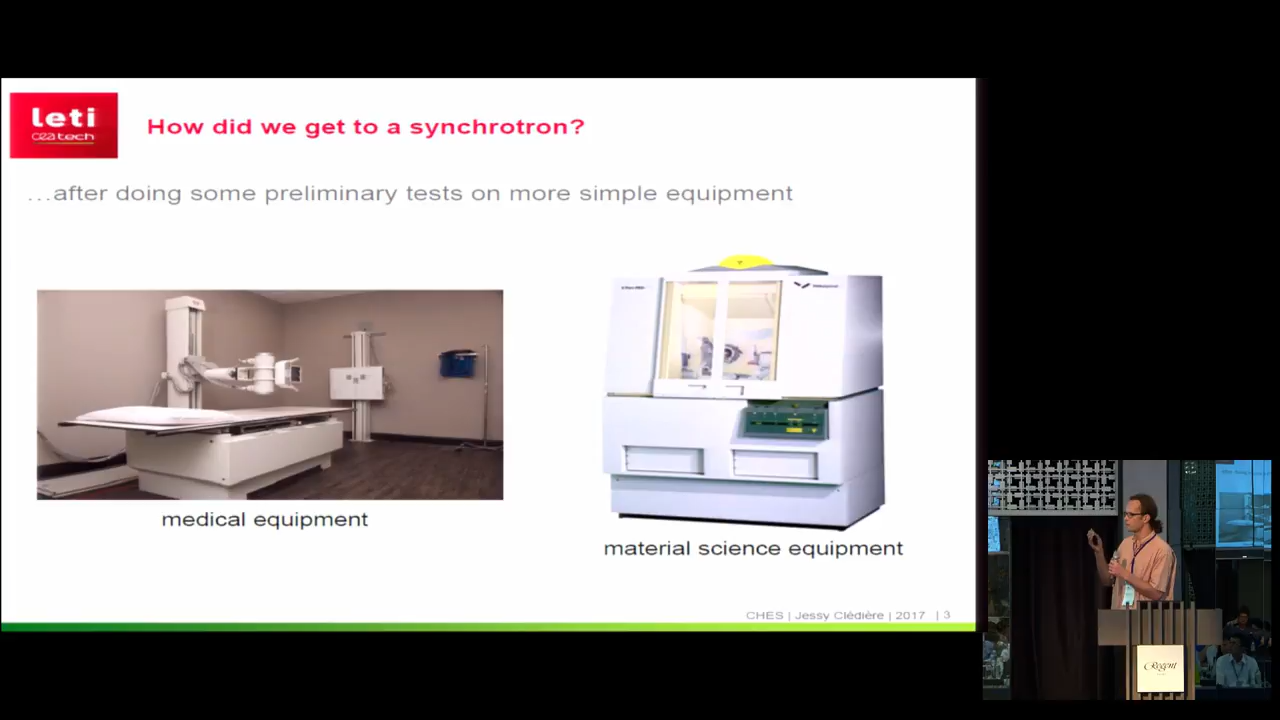 leti
ceatech
How did we get to a synchrotron?
…after doing some preliminary tests on more simple equipment
medical equipment
material science equipment
CHES | Jessy Clédière | 2017 | 3
Regent